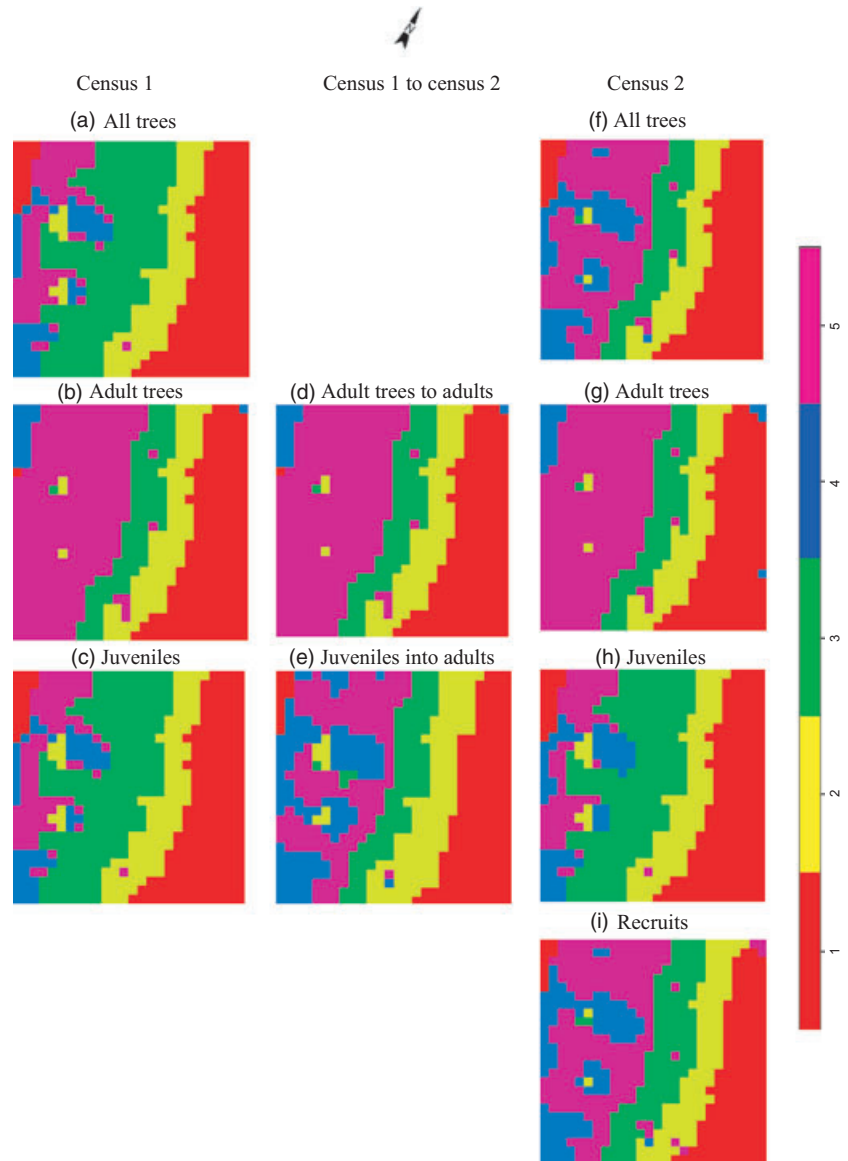 N
Census 1
Census 1 to census 2
Census 2
(a) All trees
(f) All trees
(b) Adult trees
(d) Adult trees to adults
(g) Adult trees
(c) Juveniles
(e) Juveniles into adults
(h) Juveniles
(i) Recruits
5
4
3
2
1